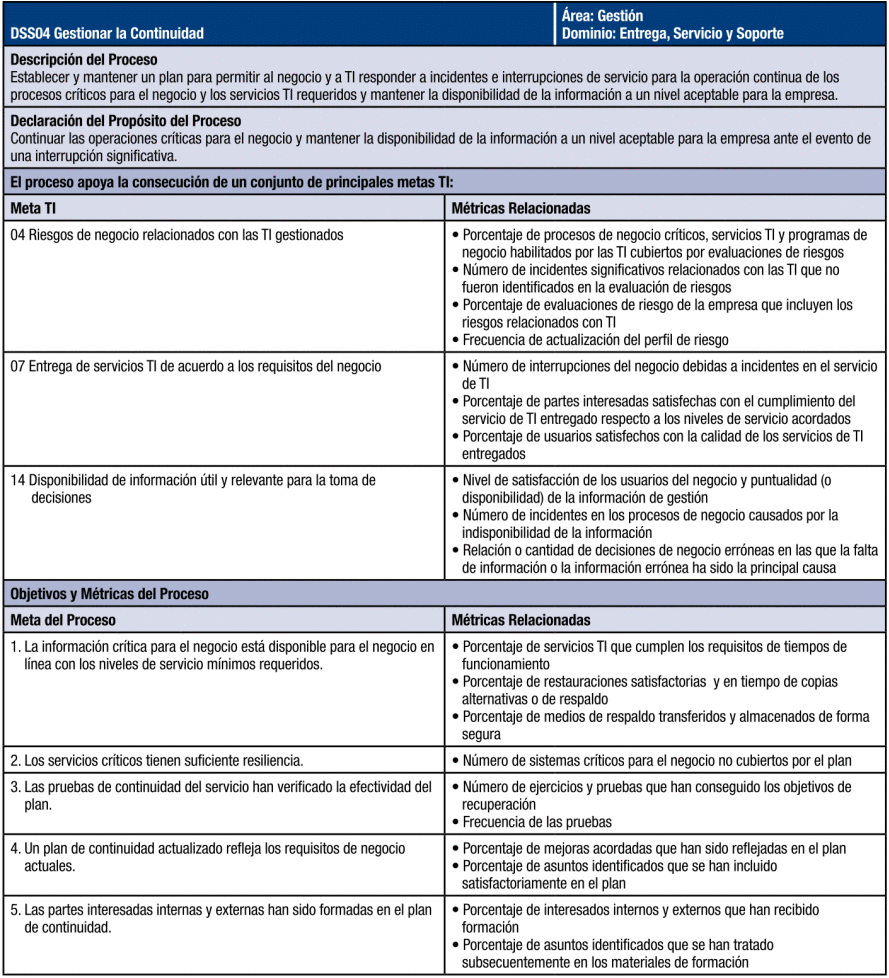 DSS04 Gestionar la Continuidad
Área: Gestión
Dominio: Entrega, Servicio y Soporte
Descripción del Proceso
Establecer y mantener un plan para permitir al negocio y a TI responder a incidentes e interrupciones de servicio para la operación continua de los
procesos críticos para el negocio y los servicios TI requeridos y mantener la disponibilidad de la información a un nivel aceptable para la empresa.
Declaración del Propósito del Proceso
Continuar las operaciones críticas para el negocio y mantener la disponibilidad de la información a un nivel aceptable para la empresa ante el evento de
una interrupción significativa.
El proceso apoya la consecución de un conjunto de principales metas TI:
Meta TI
Métricas Relacionadas
04 Riesgos de negocio relacionados con las TI gestionados
• Porcentaje de procesos de negocio críticos, servicios TI y programas de
negocio habilitados por las TI cubiertos por evaluaciones de riesgos
• Número de incidentes significativos relacionados con las TI que no
fueron identificados en la evaluación de riesgos
• Porcentaje de evaluaciones de riesgo de la empresa que incluyen los
riesgos relacionados con TI
• Frecuencia de actualización del perfil de riesgo
07 Entrega de servicios TI de acuerdo a los requisitos del negocio
• Número de interrupciones del negocio debidas a incidentes en el servicio
de TI
• Porcentaje de partes interesadas satisfechas con el cumplimiento del
servicio de TI entregado respecto a los niveles de servicio acordados
• Porcentaje de usuarios satisfechos con la calidad de los servicios de TI
entregados
14 Disponibilidad de información útil y relevante para la toma de
decisiones
• Nivel de satisfacción de los usuarios del negocio y puntualidad (o
disponibilidad) de la información de gestión
• Número de incidentes en los procesos de negocio causados por la
indisponibilidad de la información
• Relación o cantidad de decisiones de negocio erróneas en las que la falta
de información o la información errónea ha sido la principal causa
Objetivos y Métricas del Proceso
Meta del Proceso
Métricas Relacionadas
1. La información crítica para el negocio está disponible para el negocio en
línea con los niveles de servicio mínimos requeridos.
• Porcentaje de servicios TI que cumplen los requisitos de tiempos de
funcionamiento
• Porcentaje de restauraciones satisfactorias y en tiempo de copias
alternativas o de respaldo
• Porcentaje de medios de respaldo transferidos y almacenados de forma
segura
2. Los servicios críticos tienen suficiente resiliencia.
• Número de sistemas críticos para el negocio no cubiertos por el plan
3. Las pruebas de continuidad del servicio han verificado la efectividad del
plan.
• Número de ejercicios y pruebas que han conseguido los objetivos de
recuperación
• Frecuencia de las pruebas
4. Un plan de continuidad actualizado refleja los requisitos de negocio
actuales.
• Porcentaje de mejoras acordadas que han sido reflejadas en el plan
• Porcentaje de asuntos identificados que se han incluido
satisfactoriamente en el plan
5. Las partes interesadas internas y externas han sido formadas en el plan
de continuidad.
• Porcentaje de interesados internos y externos que han recibido
formación
• Porcentaje de asuntos identificados que se han tratado
subsecuentemente en los materiales de formación